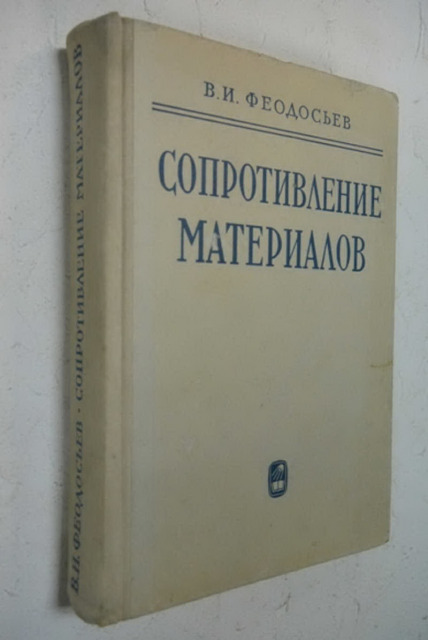 В.И. ФЕОДОСЬЕВ
СОПРОТИВЛЕНИЕ
МАТЕРИАЛОВ
В.И. ФЕОДОСЬЕВ · СОПРОТИВЛЕНИЕ МАТЕРИАЛОВ